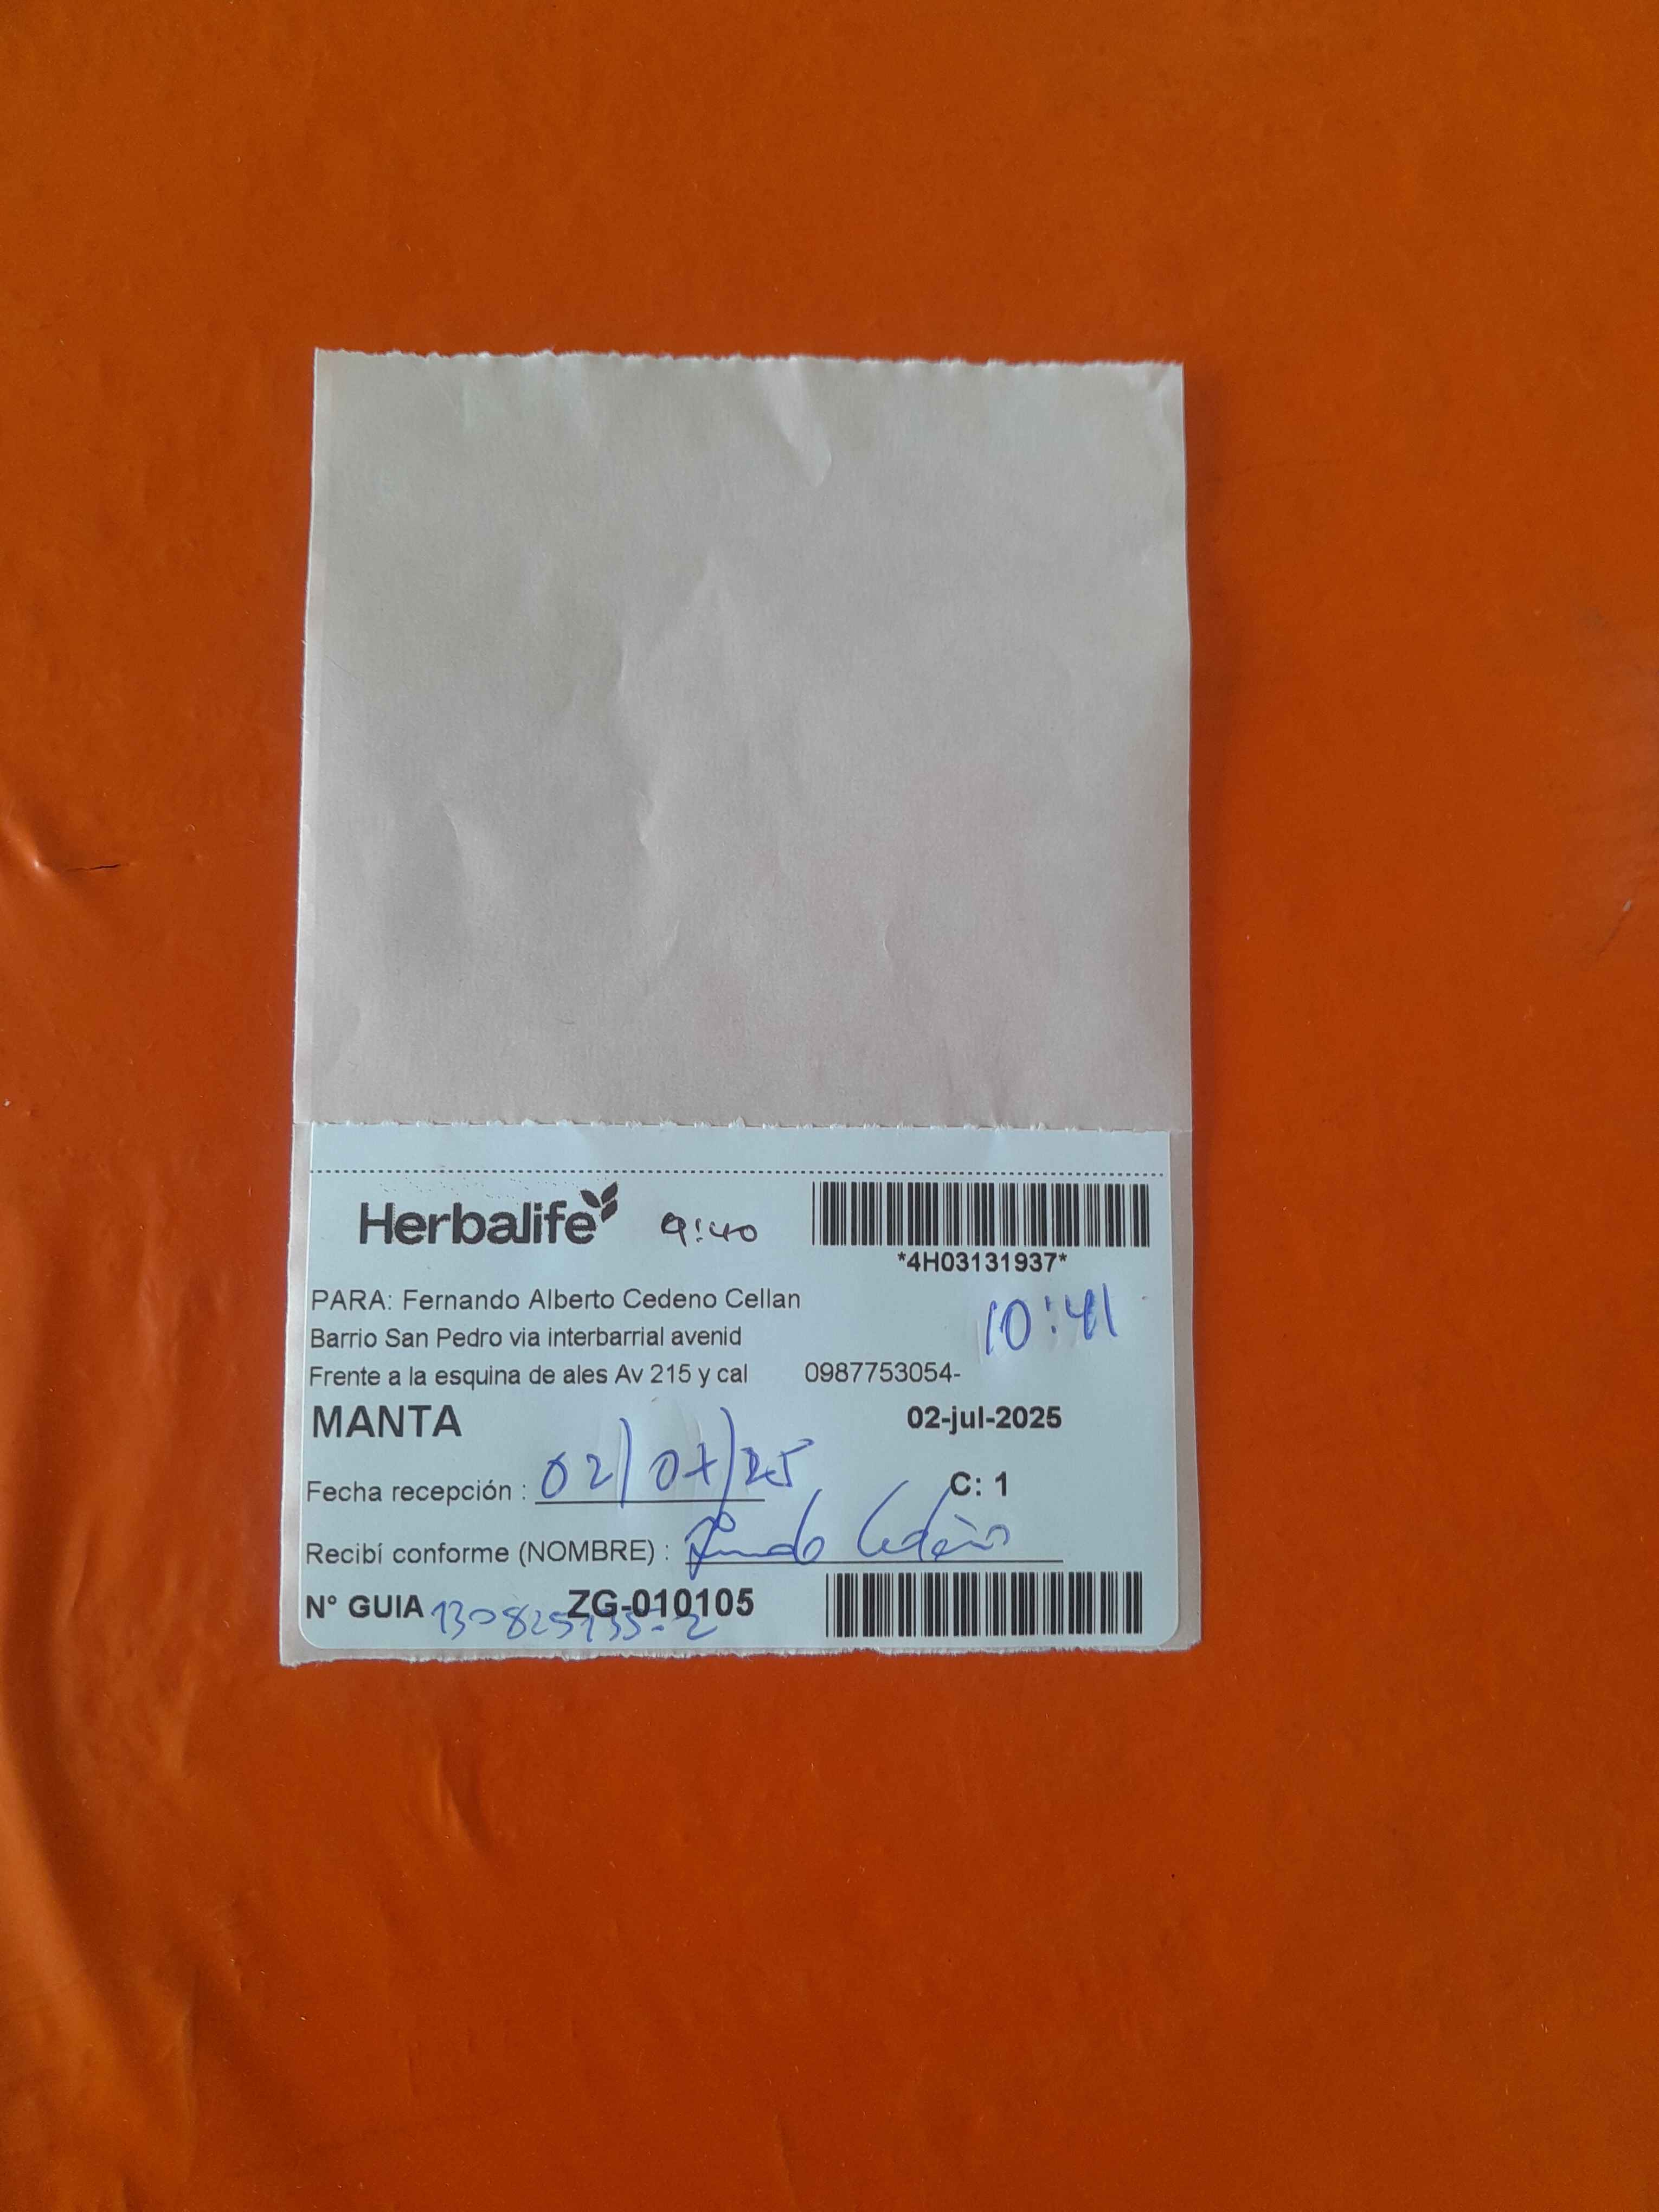 Herbalife 9:40
*4H03131937*
PARA: Fernando Alberto Cedeno Cellan
10:41
Barrio San Pedro via interbarrial avenid
Frente a la esquina de ales Av 215 y cal 0987753054-
MANTA 02-jul-2025
Fecha recepción : 02/07/25 C: 1
Recibí conforme (NOMBRE) : Fernando Cedeño
N° GUIA ZG-010105